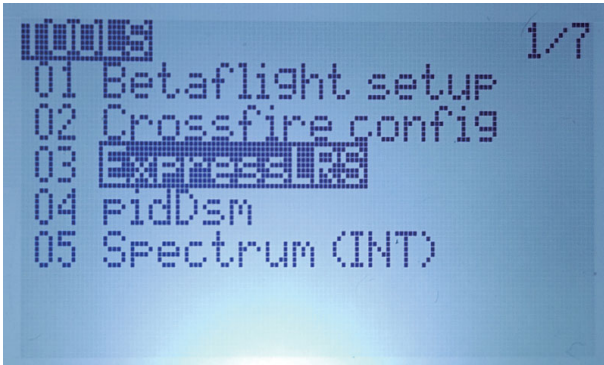 TOOLS 1/7
01 Betaflight setup
02 Crossfire config
03 ExpressLRS
04 pidDsm
05 Spectrum (INT)